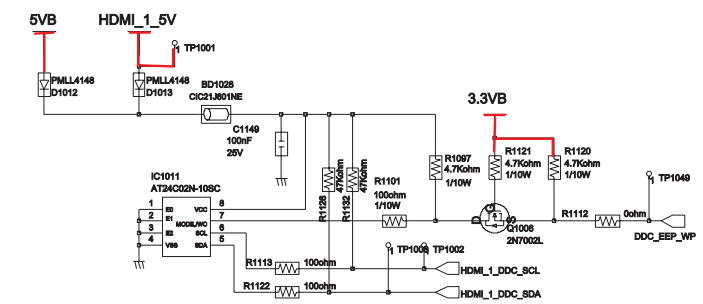 5VB
HDMI_1_5V
TP1001
PMLL4148
D1012
PMLL4148
D1013
BD1028
CIC21J601NE
3.3VB
C1149
100nF
25V
R1097
4.7Kohm
1/10W
R1121
4.7Kohm
1/10W
R1120
4.7Kohm
1/10W
R1126
47Kohm
R1132
47Kohm
R1101
100ohm
1/10W
TP1049
IC1011
AT24C02N-10SC
1
2
3
4
E0
E1
E2
VSS
VCC
MODE/WC
SCL
SDA
8
7
6
5
D
G
S
Q1006
2N7002L
R1112
0ohm
DDC_EEP_WP
TP1002
R1113
100ohm
HDMI_1_DDC_SCL
R1122
100ohm
HDMI_1_DDC_SDA